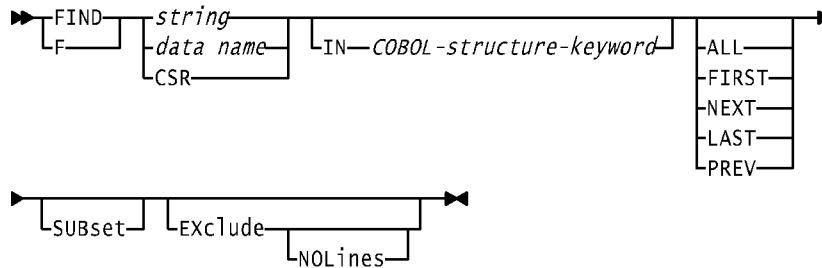 FIND string
F data name
CSR
IN COBOL-structure-keyword
ALL
FIRST
NEXT
LAST
PREV
SUBset EXclude
NOLines